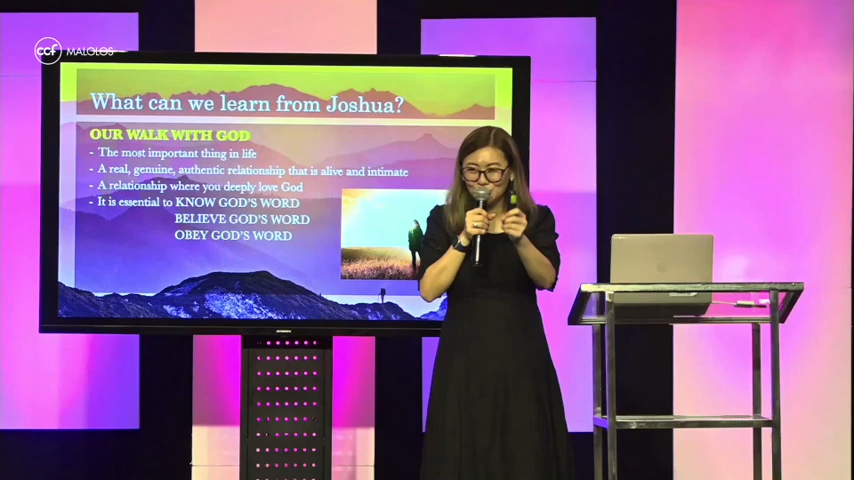 ccf MALOLOS
What can we learn from Joshua?
OUR WALK WITH GOD
- The most important thing in life
- A real, genuine, authentic relationship that is alive and intimate
- A relationship where you deeply love God
- It is essential to KNOW GOD'S WORD
BELIEVE GOD'S WORD
OBEY GOD'S WORD